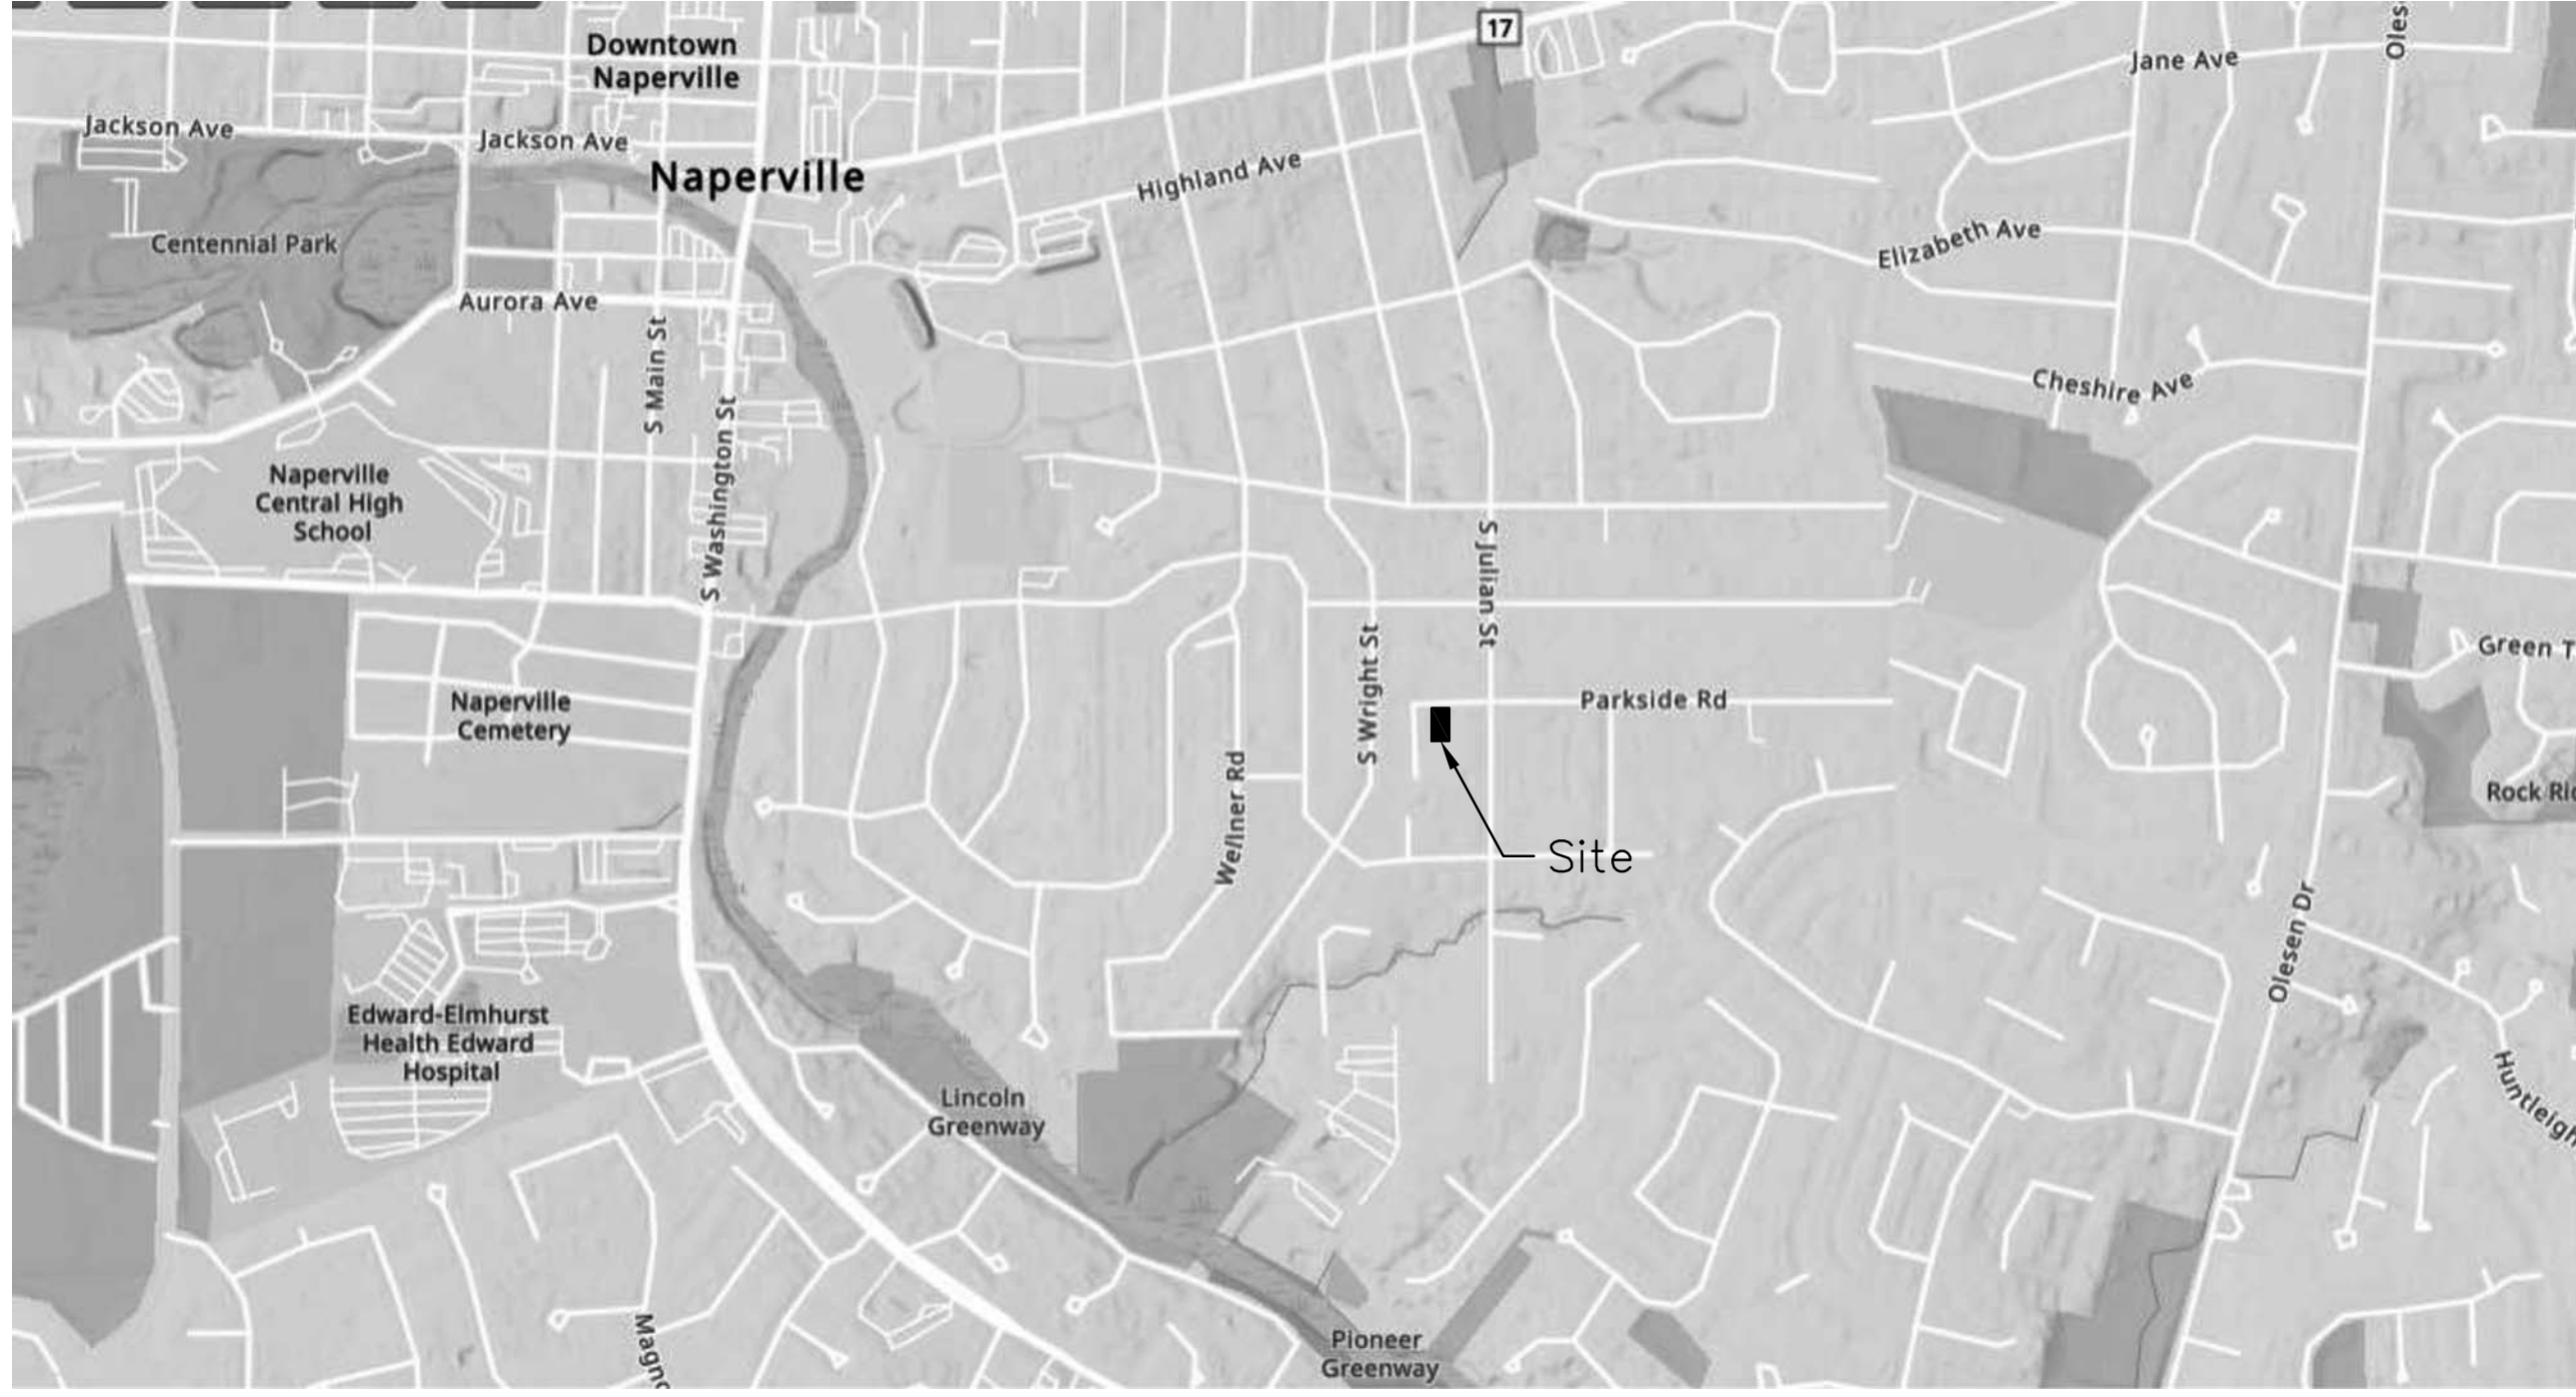 17
Downtown
Naperville
Jane Ave
Jackson Ave
Jackson Ave
Naperville
Highland Ave
Centennial Park
Elizabeth Ave
Aurora Ave
S Main St
Cheshire Ave
S Washington St
Naperville
Central High
School
S Julian St
S Wright St
Green T
Parkside Rd
Naperville
Cemetery
Wellner Rd
Rock Ri
Site
Olesen Dr
Edward-Elmhurst
Health Edward
Hospital
Lincoln
Greenway
Huntleigh
Magno
Pioneer
Greenway
Oles